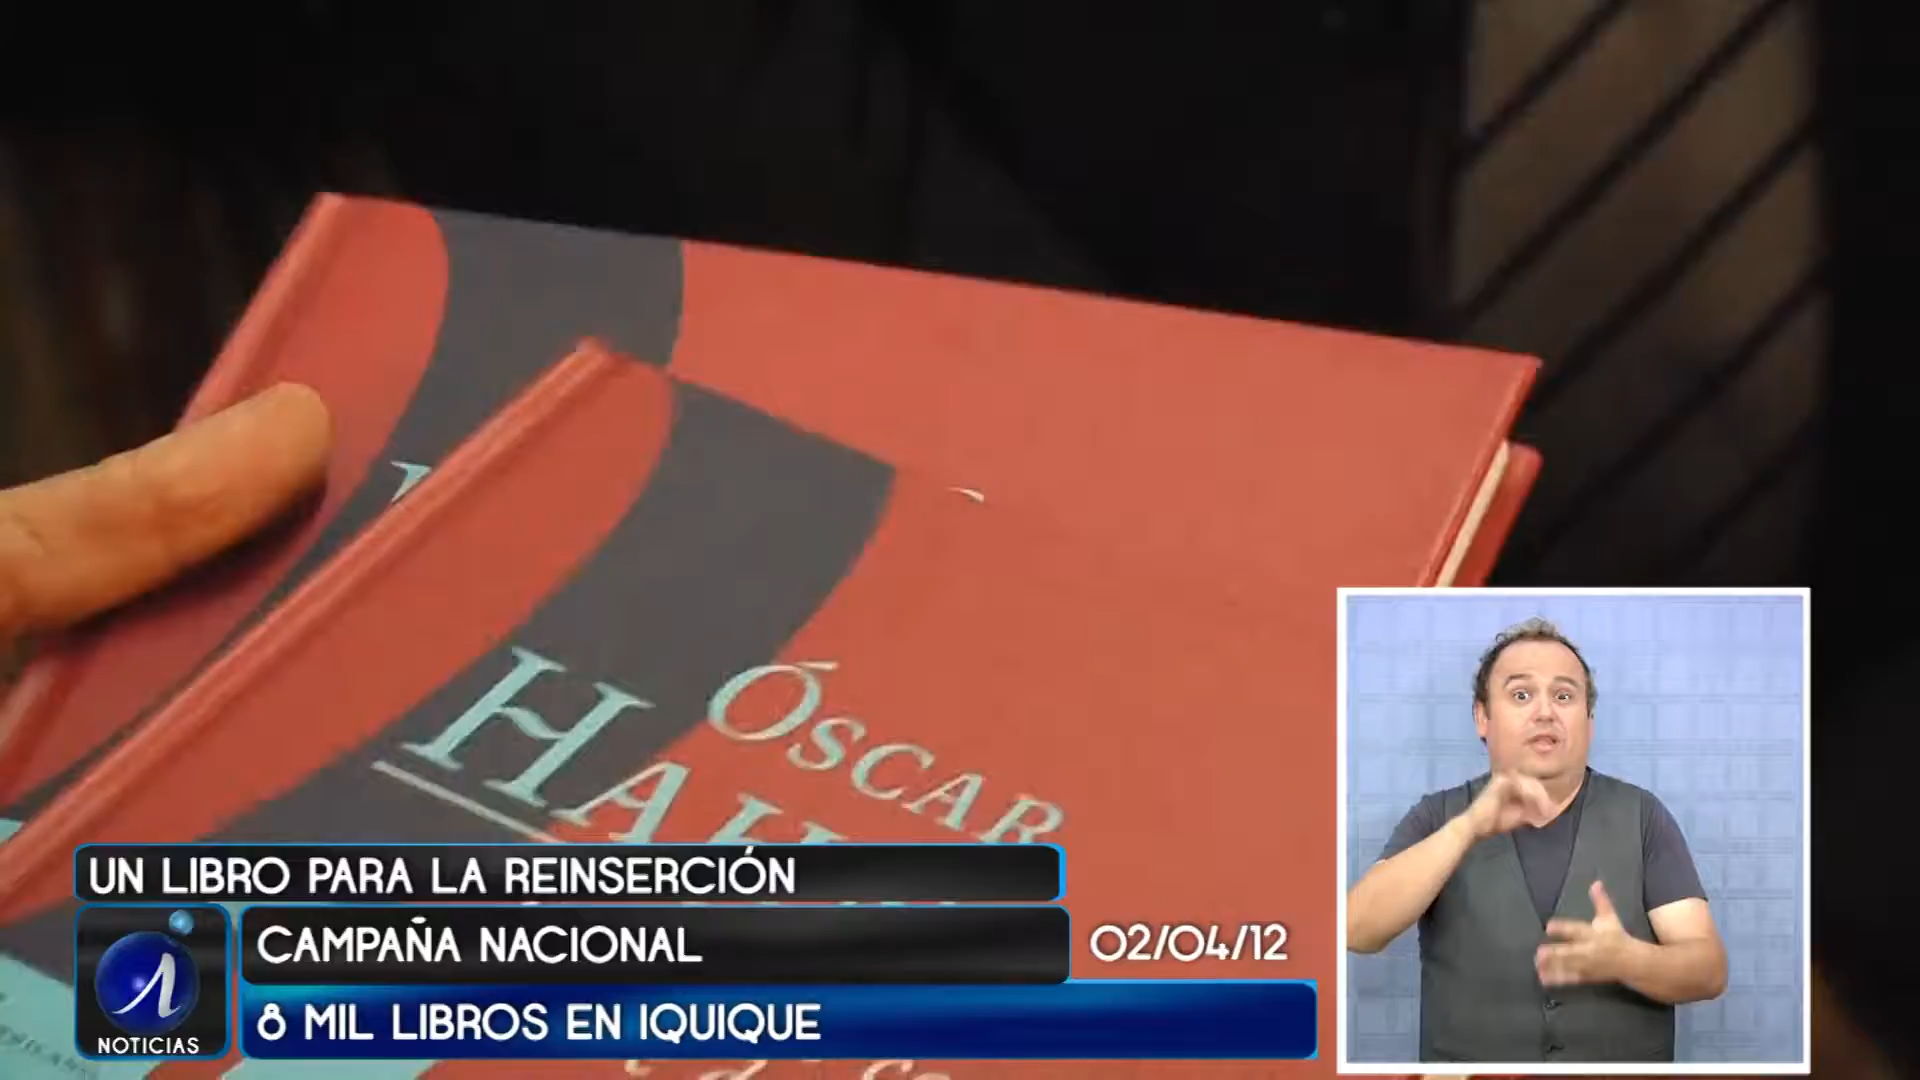 ÓSCAR
UN LIBRO PARA LA REINSERCIÓN
CAMPAÑA NACIONAL
02/04/12
8 MIL LIBROS EN IQUIQUE
NOTICIAS